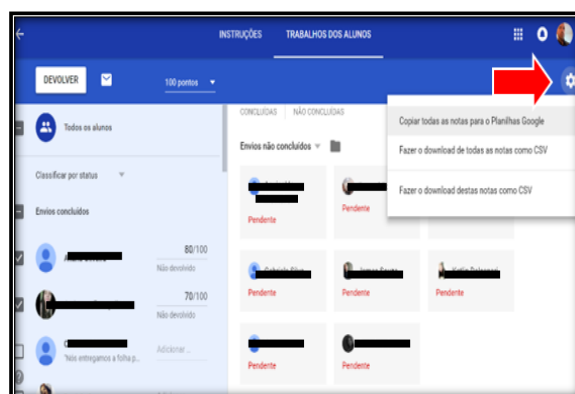 INSTRUÇÕES TRABALHOS DOS ALUNOS
DEVOLVER 100 pontos
Todos os alunos
Classificar por status
Envios concluídos
80/100
Não devolvido
70/100
Não devolvido
"Nós entregamos a folha p... Adicionar...
CONCLUÍDAS NÃO CONCLUÍDAS
Envios não concluídos
Copiar todas as notas para o Planilhas Google
Fazer o download de todas as notas como CSV
Fazer o download destas notas como CSV
Pendente
Pendente
Pendente
Pendente
Pendente
Pendente
Pendente